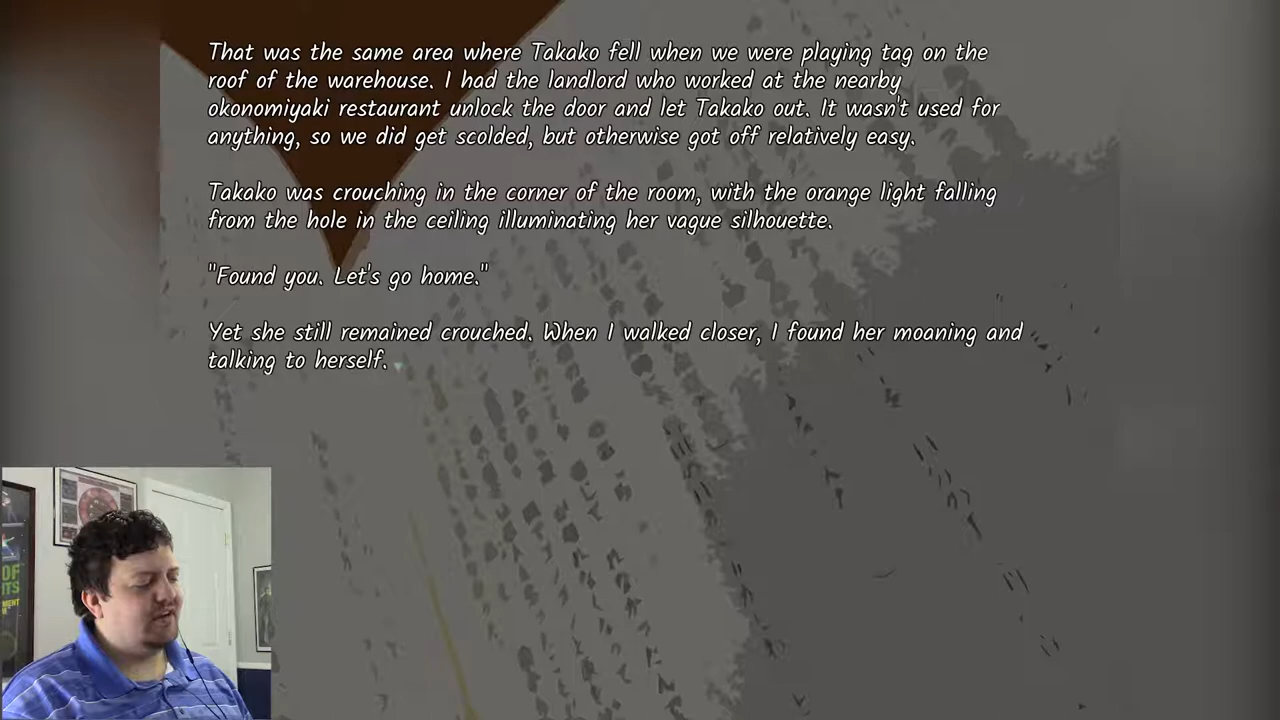 That was the same area where Takako fell when we were playing tag on the
roof of the warehouse. I had the landlord who worked at the nearby
okonomiyaki restaurant unlock the door and let Takako out. It wasn't used for
anything, so we did get scolded, but otherwise got off relatively easy.
Takako was crouching in the corner of the room, with the orange light falling
from the hole in the ceiling illuminating her vague silhouette.
"Found you. Let's go home."
Yet she still remained crouched. When I walked closer, I found her moaning and
talking to herself.
OF